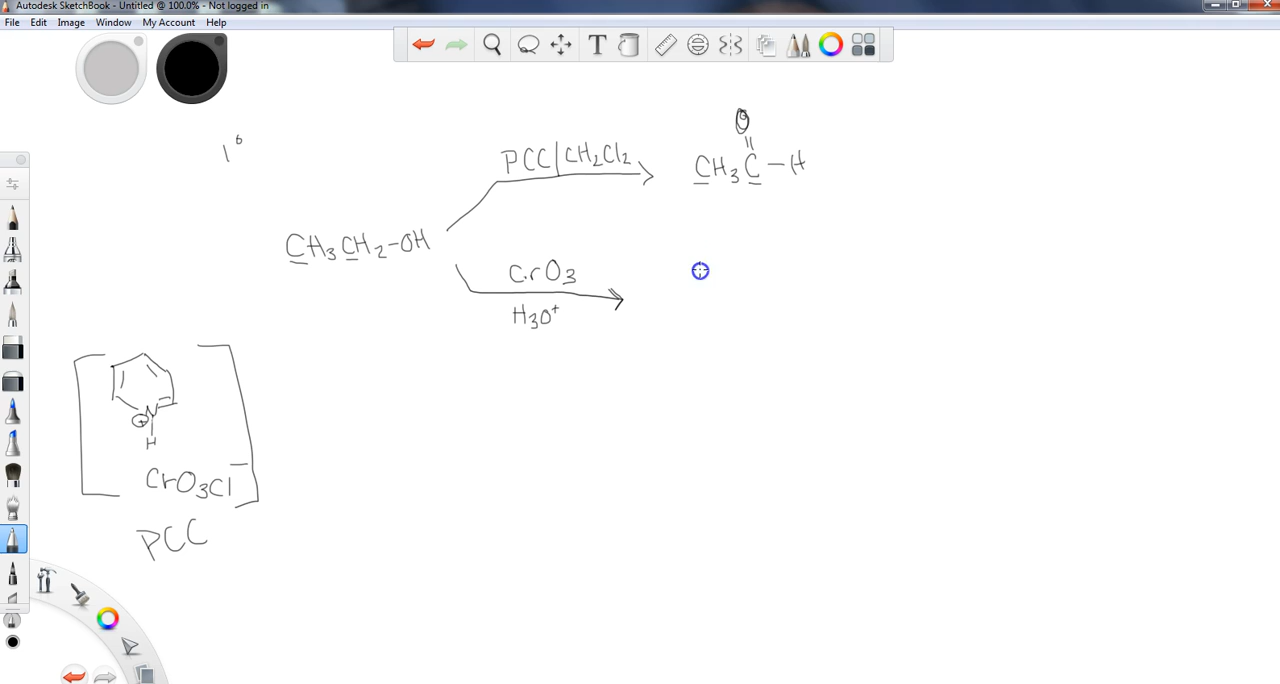 Autodesk SketchBook - Untitled @ 100.0% - Not logged in
File Edit Image Window My Account Help
T
1°
PCC|CH2Cl2
O
CH3C-H
CH3CH2-OH
CrO3
H3O+
N
+
H
CrO3Cl-
PCC